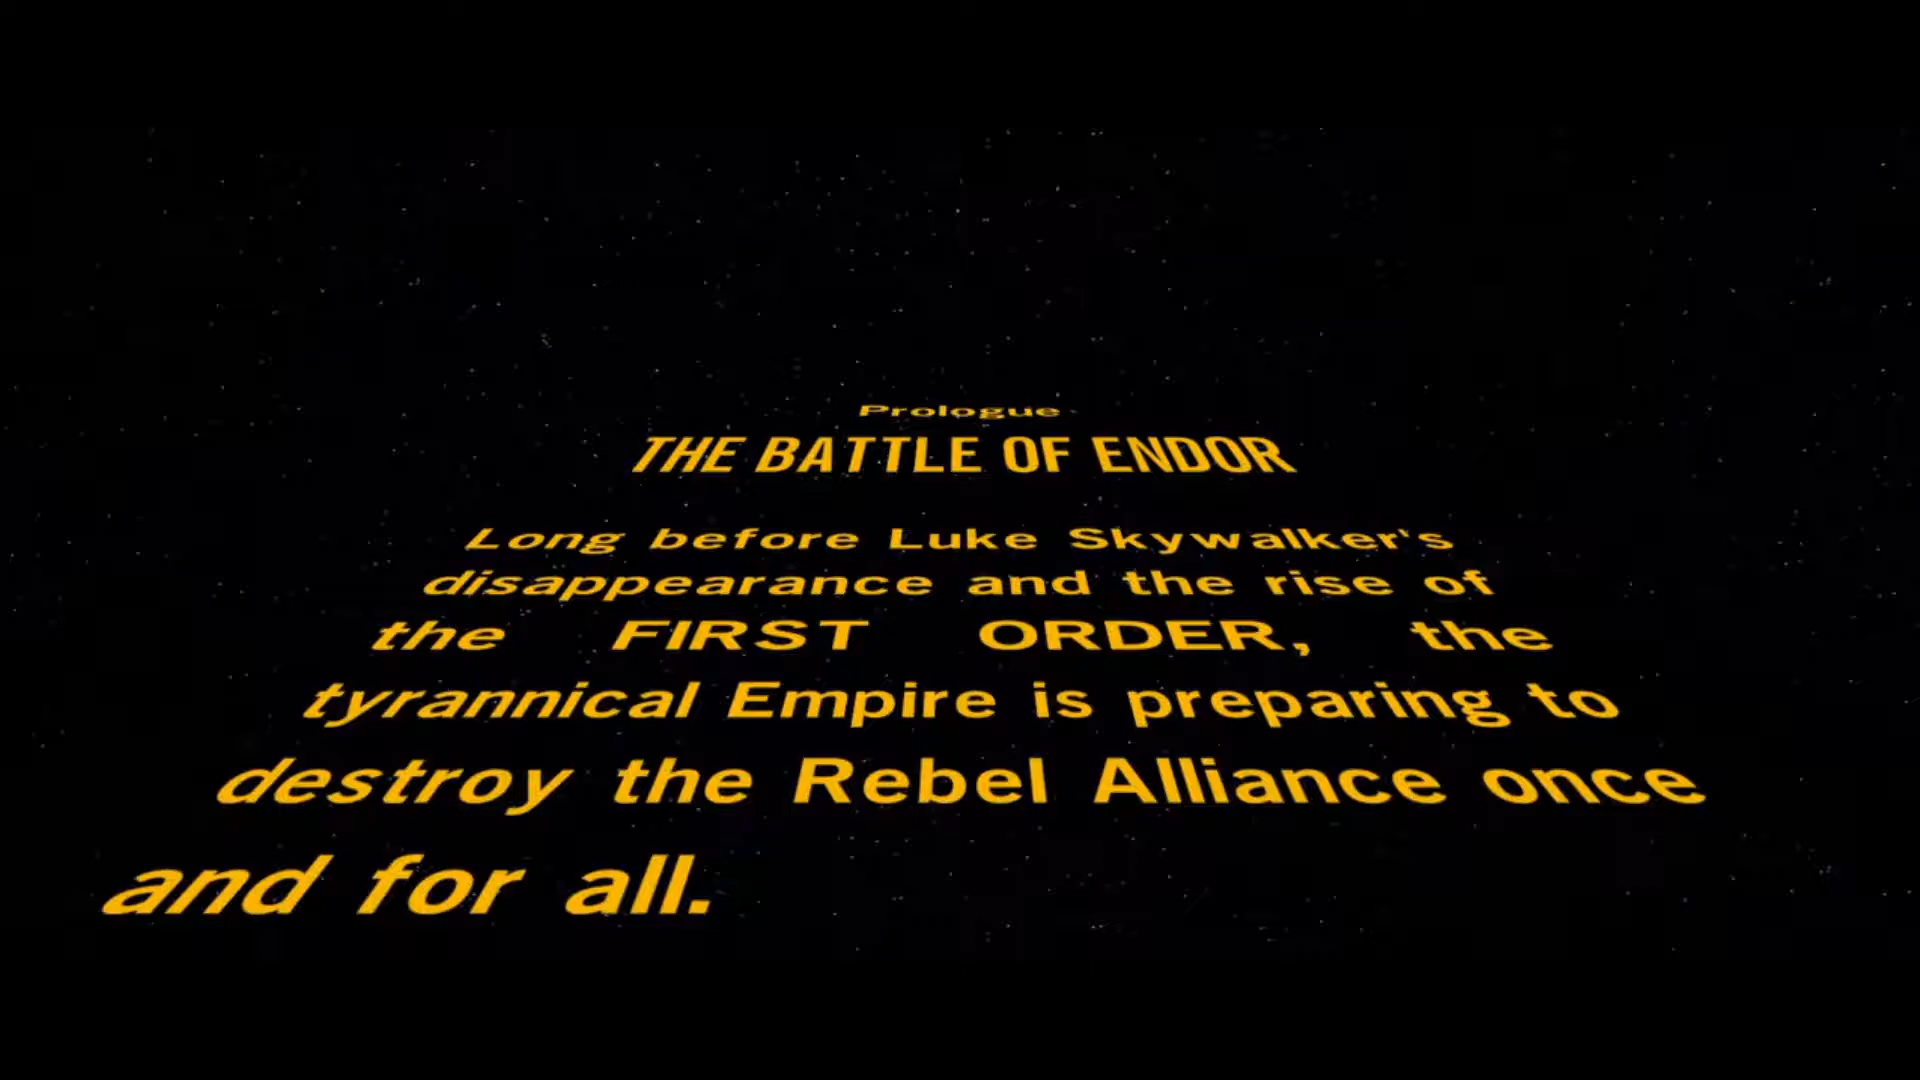 Prologue
THE BATTLE OF ENDOR
Long before Luke Skywalker's
disappearance and the rise of
the FIRST ORDER, the
tyrannical Empire is preparing to
destroy the Rebel Alliance once
and for all.